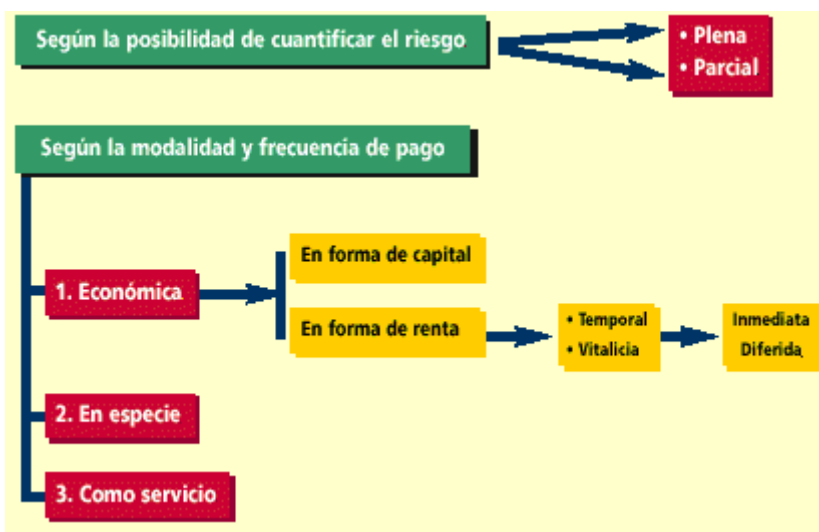 Según la posibilidad de cuantificar el riesgo.
• Plena
• Parcial
Según la modalidad y frecuencia de pago
1. Económica
En forma de capital
En forma de renta
• Temporal
• Vitalicia
Inmediata
Diferida
2. En especie
3. Como servicio